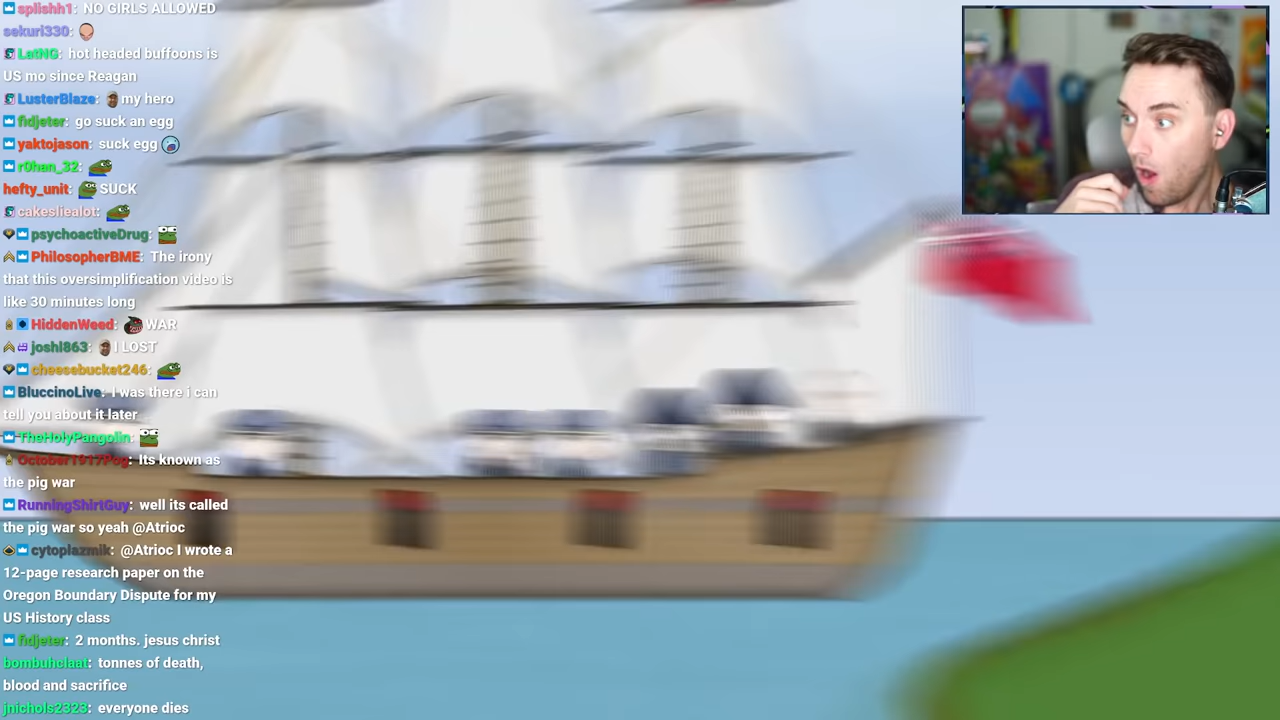 splishh1: NO GIRLS ALLOWED
sekuri330:
LatNG: hot headed buffoons is
US mo since Reagan
LusterBlaze: my hero
fidjeter: go suck an egg
yaktojason: suck egg
r0han_32:
hefty_unit: SUCK
cakesliealot:
psychoactiveDrug:
PhilosopherBME: The irony
that this oversimplification video is
like 30 minutes long
HiddenWeed: WAR
joshl863: I LOST
cheesebucket246:
BluccinoLive: I was there i can
tell you about it later
TheHolyPangolin:
October1917Pog: Its known as
the pig war
RunningShirtGuy: well its called
the pig war so yeah @Atrioc
cytoplazmik: @Atrioc I wrote a
12-page research paper on the
Oregon Boundary Dispute for my
US History class
fidjeter: 2 months. jesus christ
bombuhclaat: tonnes of death,
blood and sacrifice
jnichols2323: everyone dies